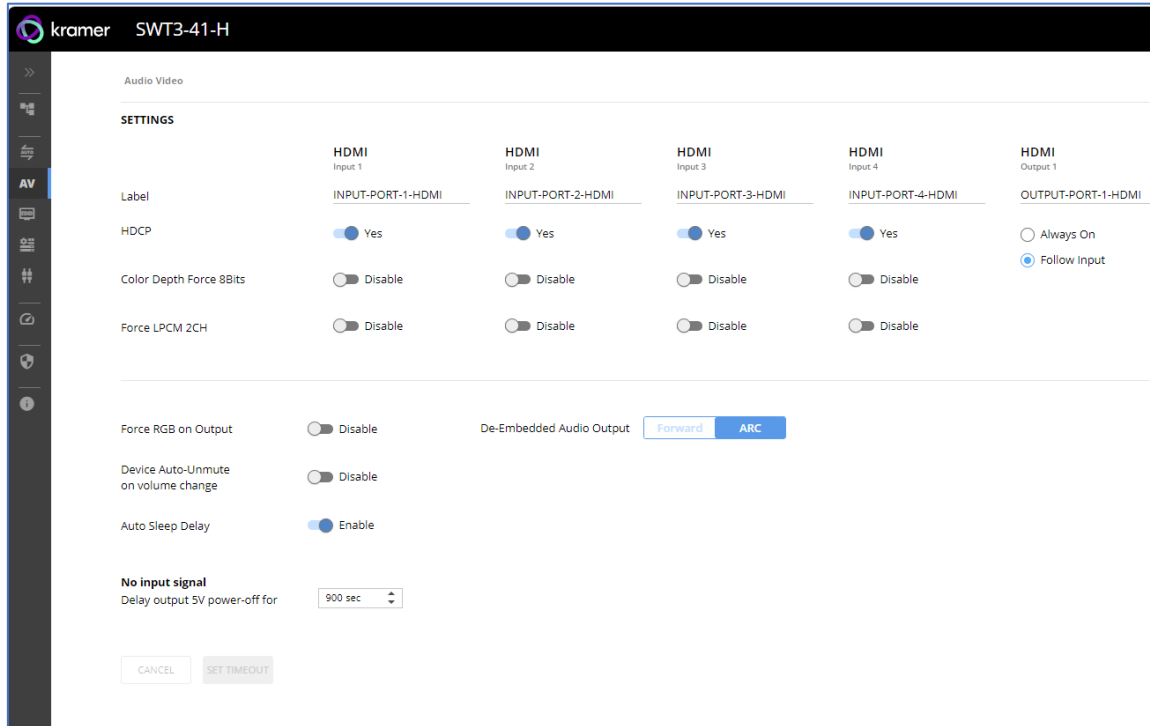 kramer SWT3-41-H
Audio Video
SETTINGS
HDMI HDMI HDMI HDMI HDMI
Input 1 Input 2 Input 3 Input 4 Output 1
Label INPUT-PORT-1-HDMI INPUT-PORT-2-HDMI INPUT-PORT-3-HDMI INPUT-PORT-4-HDMI OUTPUT-PORT-1-HDMI
HDCP Yes Yes Yes Yes Always On
Follow Input
Color Depth Force 8Bits Disable Disable Disable Disable
Force LPCM 2CH Disable Disable Disable Disable
Force RGB on Output Disable De-Embedded Audio Output Forward ARC
Device Auto-Unmute
on volume change Disable
Auto Sleep Delay Enable
No input signal
Delay output 5V power-off for 900 sec
CANCEL SET TIMEOUT
AUTO
AV